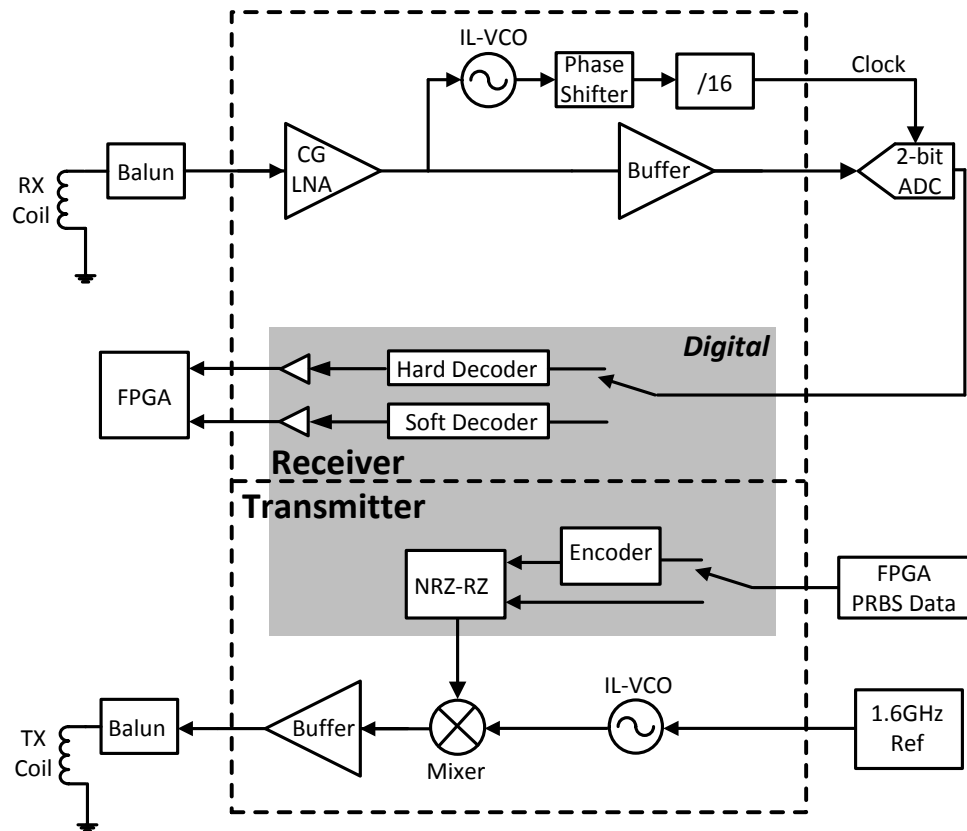 IL-VCO
Phase
Shifter
/16
Clock
CG
LNA
Buffer
2-bit
ADC
Balun
RX
Coil
Digital
Hard Decoder
FPGA
Soft Decoder
Receiver
Transmitter
Encoder
NRZ-RZ
FPGA
PRBS Data
IL-VCO
1.6GHz
Ref
Mixer
Buffer
Balun
TX
Coil